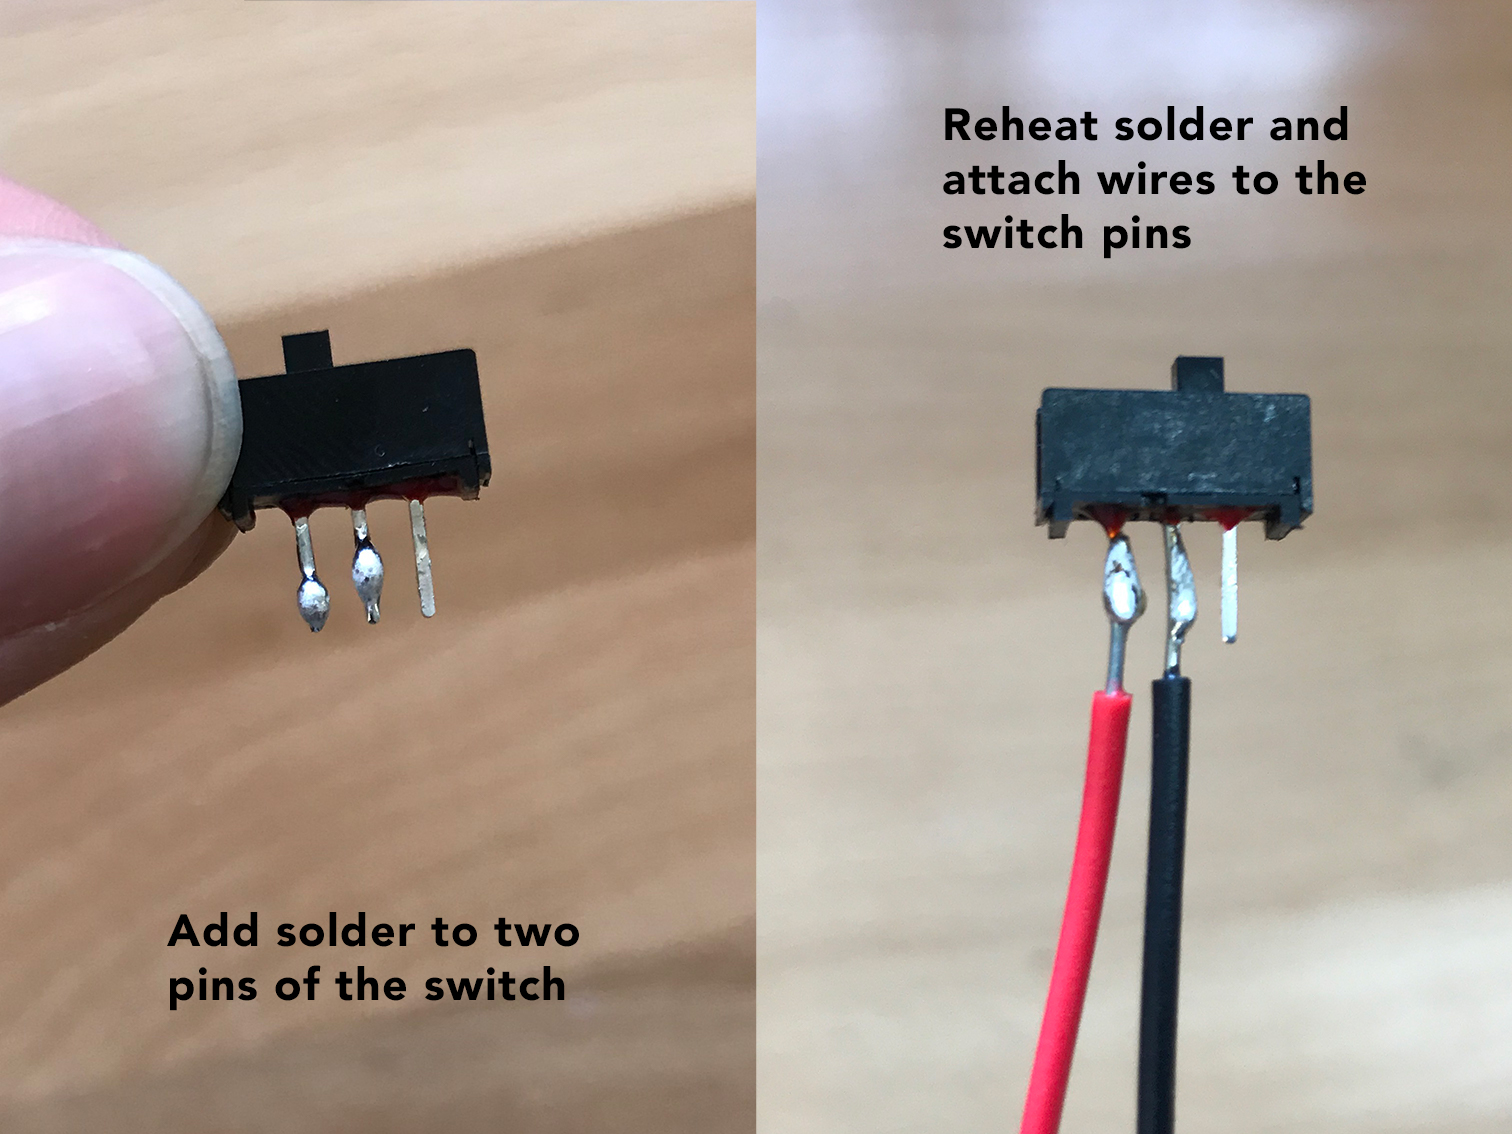 Add solder to two
pins of the switch
Reheat solder and
attach wires to the
switch pins